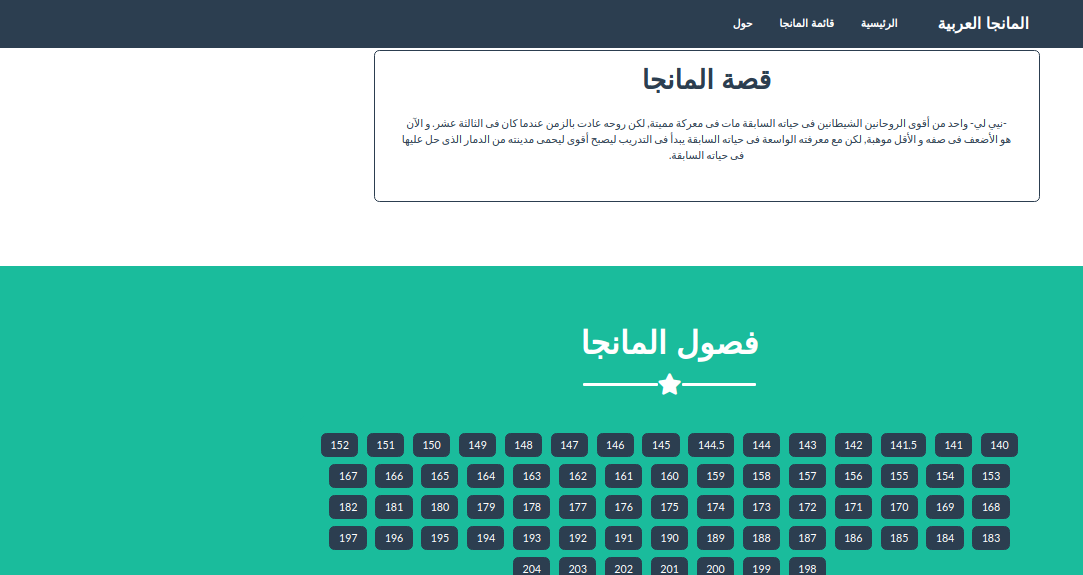 المانجا العربية
الرئيسية
قائمة المانجا
حول
قصة المانجا
-نيي لي- واحد من أقوى الروحانين الشيطانين فى حياته السابقة مات فى معركة مميتة, لكن روحه عادت بالزمن عندما كان فى الثالثة عشر. و الآن
هو الأضعف فى صفه و الأقل موهبة, لكن مع معرفته الواسعة فى حياته السابقة يبدأ فى التدريب ليصبح أقوى ليحمى مدينته من الدمار الذى حل عليها
فى حياته السابقة.
فصول المانجا
140 141 141.5 142 143 144 144.5 145 146 147 148 149 150 151 152
153 154 155 156 157 158 159 160 161 162 163 164 165 166 167
168 169 170 171 172 173 174 175 176 177 178 179 180 181 182
183 184 185 186 187 188 189 190 191 192 193 194 195 196 197
198 199 200 201 202 203 204